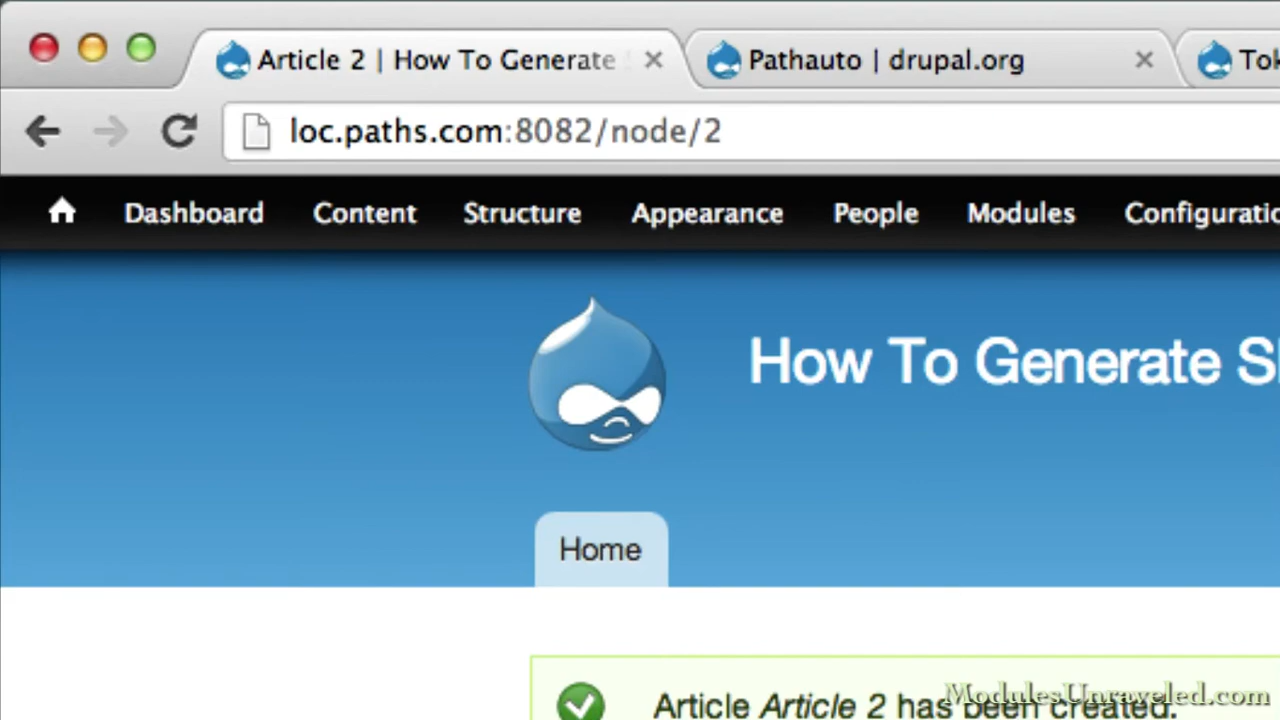 Article 2 | How To Generate
Pathauto | drupal.org
loc.paths.com:8082/node/2
Dashboard Content Structure Appearance People Modules
How To Generate
Home
Article Article 2 has been created.
ModulesUnraveled.com